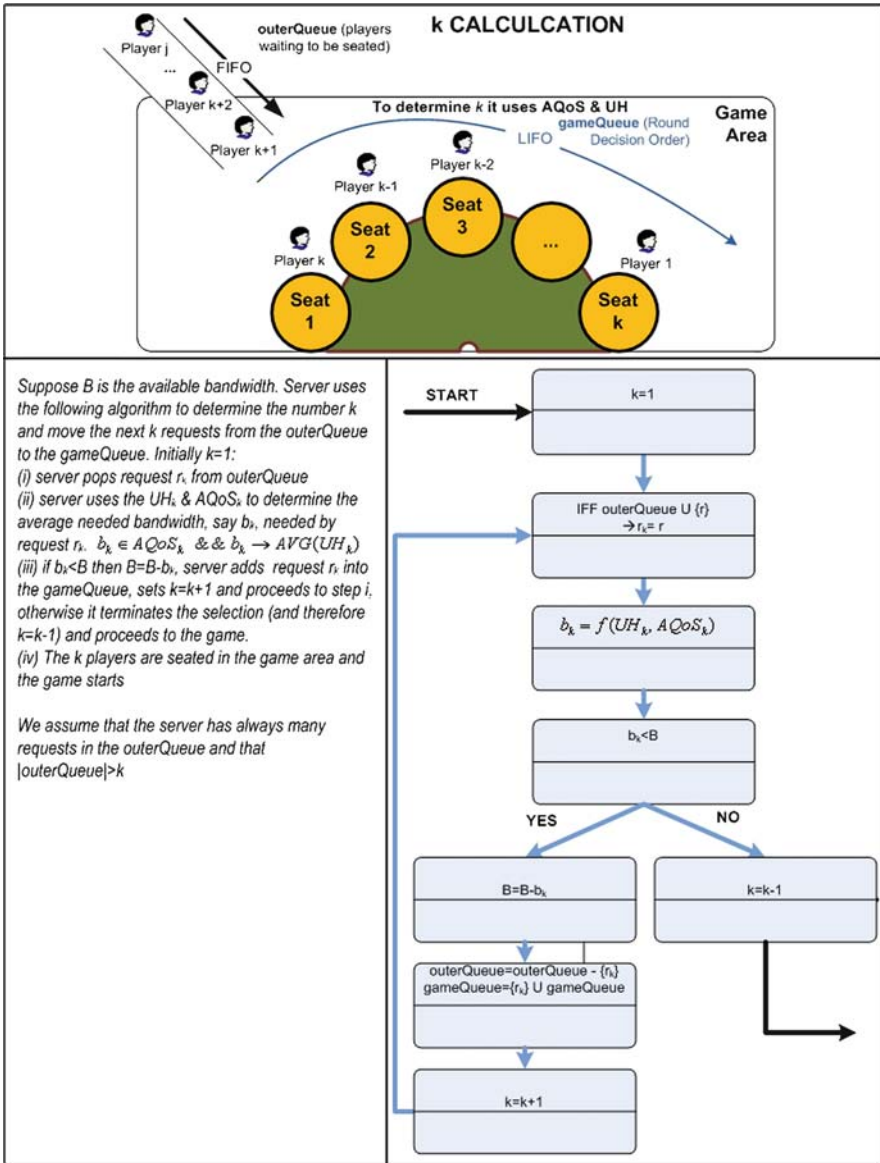 k CALCULCATION
outerQueue (players
waiting to be seated)
Player j
...
FIFO
Player k+2
Player k+1
To determine k it uses AQoS & UH
Game
Area
gameQueue (Round
Decision Order)
LIFO
Player k-2
Player k-1
Player k
Player 1
Seat
1
Seat
2
Seat
3
...
Seat
k
Suppose B is the available bandwidth. Server uses
the following algorithm to determine the number k
and move the next k requests from the outerQueue
to the gameQueue. Initially k=1:
(i) server pops request rₖ from outerQueue
(ii) server uses the UHₖ & AQoSₖ to determine the
average needed bandwidth, say bₖ, needed by
request rₖ. bₖ ∈ AQoSₖ && bₖ → AVG(UHₖ)
(iii) if bₖ<B then B=B-bₖ, server adds request rₖ into
the gameQueue, sets k=k+1 and proceeds to step i,
otherwise it terminates the selection (and therefore
k=k-1) and proceeds to the game.
(iv) The k players are seated in the game area and
the game starts
We assume that the server has always many
requests in the outerQueue and that
|outerQueue|>k
START
k=1
IFF outerQueue U {r}
→rₖ= r
bₖ = f(UHₖ, AQoSₖ)
bₖ<B
YES
NO
B=B-bₖ
k=k-1
outerQueue=outerQueue - {rₖ}
gameQueue={rₖ} U gameQueue
k=k+1